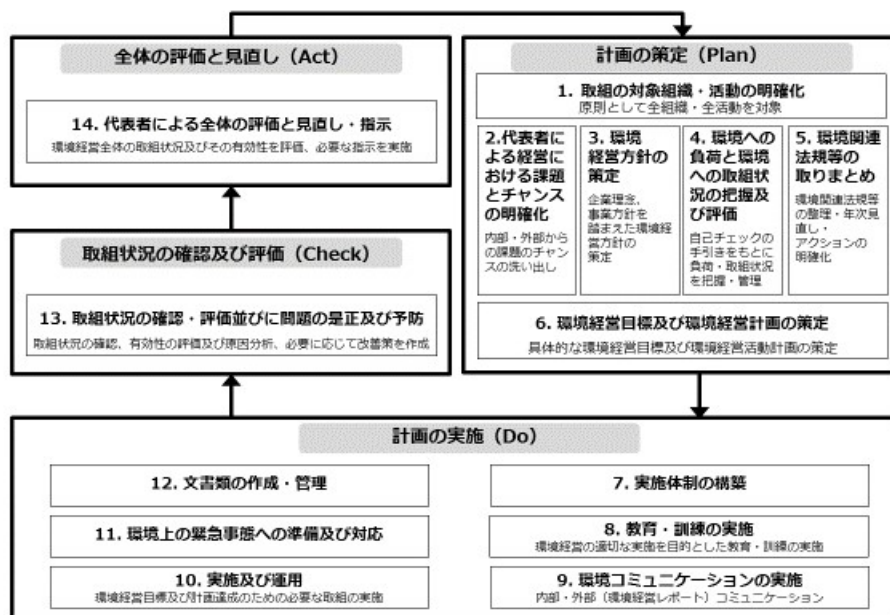 全体の評価と見直し（Act）
14. 代表者による全体の評価と見直し・指示
環境経営全体の取組状況及びその有効性を評価、必要な指示を実施
計画の策定（Plan）
1. 取組の対象組織・活動の明確化
原則として全組織・全活動を対象
2.代表者に
よる経営に
おける課題
とチャンス
の明確化
内部・外部から
の課題のチャン
スの洗い出し
3. 環境
経営方針の
策定
企業理念、
事業方針を
踏まえた環境経
営方針の
策定
4. 環境への
負荷と環境
への取組状
況の把握及
び評価
自己チェックの
手引きをもとに
負荷・取組状況
を把握・管理
5. 環境関連
法規等の
取りまとめ
環境関連法規等
の整理・年次見
直し・
アクションの
明確化
6. 環境経営目標及び環境経営計画の策定
具体的な環境経営目標及び環境経営活動計画の策定
取組状況の確認及び評価（Check）
13. 取組状況の確認・評価並びに問題の是正及び予防
取組状況の確認、有効性の評価及び原因分析、必要に応じて改善策を作成
計画の実施（Do）
12. 文書類の作成・管理
11. 環境上の緊急事態への準備及び対応
10. 実施及び運用
環境経営目標及び計画達成のための必要な取組の実施
7. 実施体制の構築
8. 教育・訓練の実施
環境経営の適切な実施を目的とした教育・訓練の実施
9. 環境コミュニケーションの実施
内部・外部（環境経営レポート）コミュニケーション